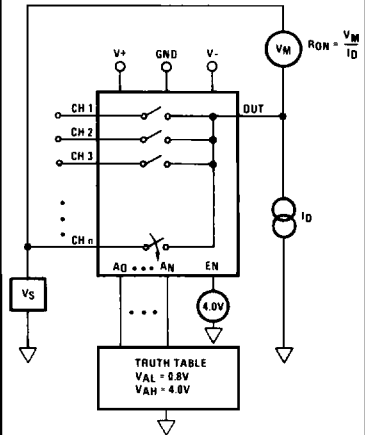 V+ GND V-
VM
RON = VM/ID
CH 1
OUT
CH 2
CH 3
ID
CH n
A0 ••• AN EN
VS
4.0V
TRUTH TABLE
VAL = 0.8V
VAH = 4.0V